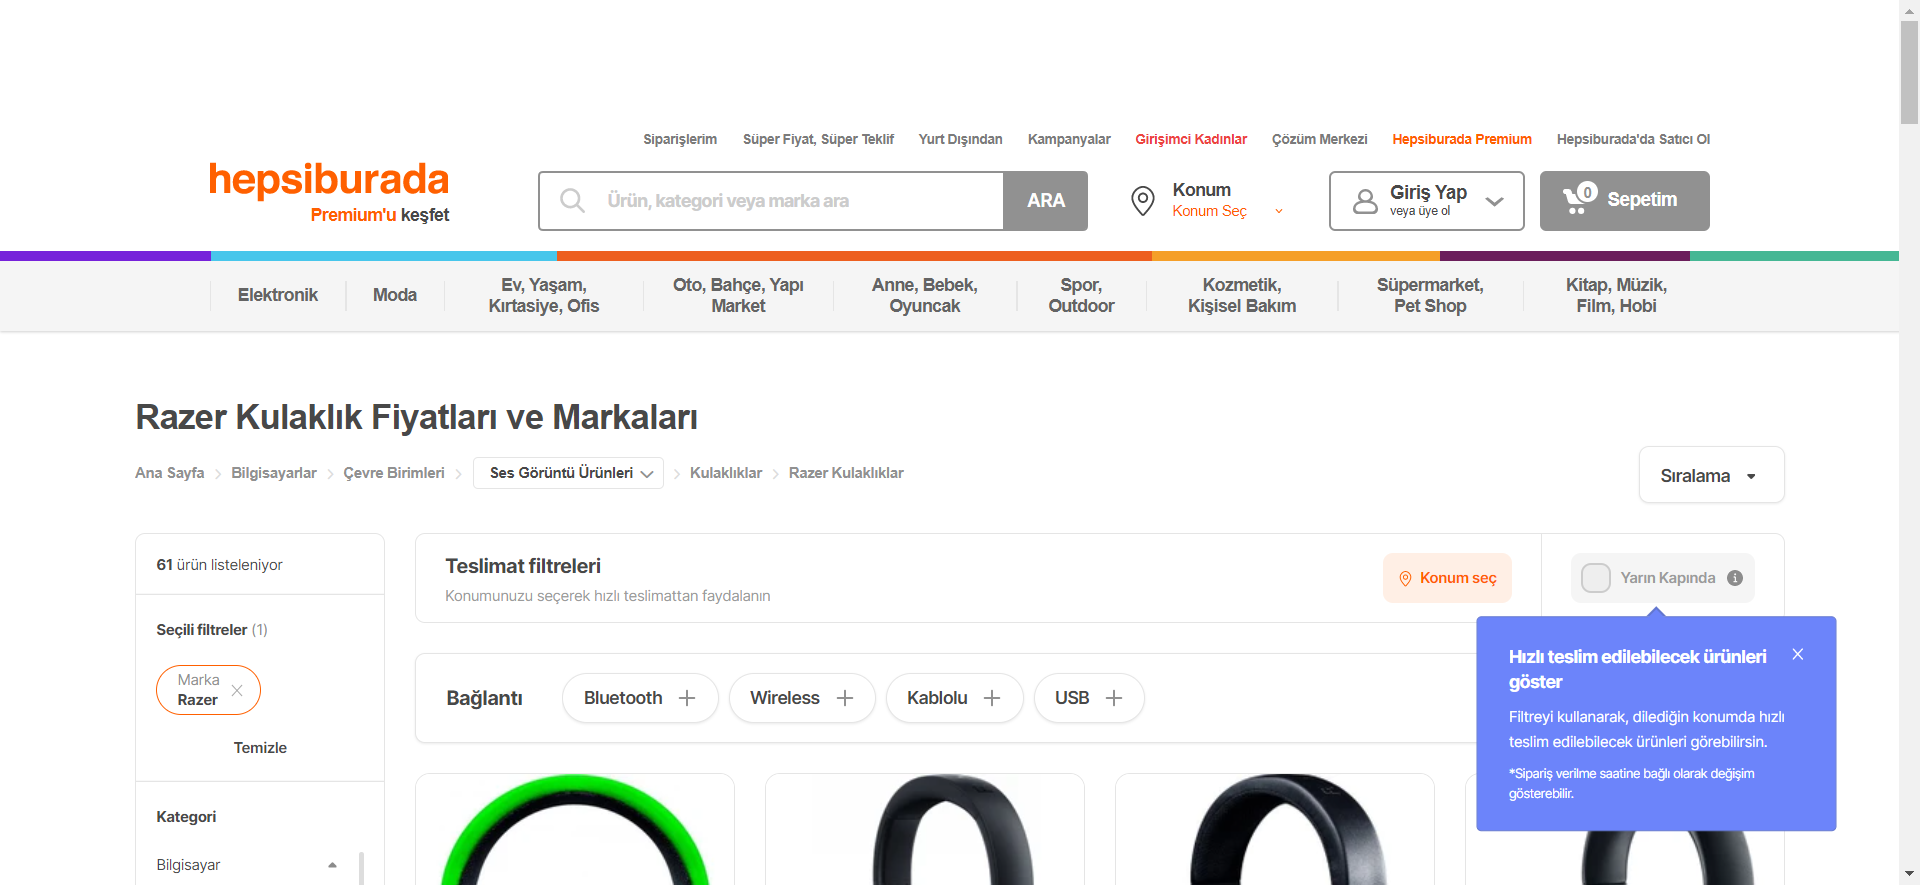 Siparişlerim Süper Fiyat, Süper Teklif Yurt Dışından Kampanyalar Girişimci Kadınlar Çözüm Merkezi Hepsiburada Premium Hepsiburada'da Satıcı Ol
hepsiburada
Premium'u keşfet
Ürün, kategori veya marka ara
ARA
Konum
Konum Seç
Giriş Yap
veya üye ol
0
Sepetim
Elektronik
Moda
Ev, Yaşam,
Kırtasiye, Ofis
Oto, Bahçe, Yapı
Market
Anne, Bebek,
Oyuncak
Spor,
Outdoor
Kozmetik,
Kişisel Bakım
Süpermarket,
Pet Shop
Kitap, Müzik,
Film, Hobi
Razer Kulaklık Fiyatları ve Markaları
Ana Sayfa Bilgisayarlar Çevre Birimleri Ses Görüntü Ürünleri Kulaklıklar Razer Kulaklıklar
Sıralama
61 ürün listeleniyor
Seçili filtreler (1)
Marka
Razer
Temizle
Kategori
Bilgisayar
Teslimat filtreleri
Konumunuzu seçerek hızlı teslimattan faydalanın
Konum seç
Yarın Kapında
Bağlantı
Bluetooth
Wireless
Kablolu
USB
Hızlı teslim edilebilecek ürünleri
göster
Filtreyi kullanarak, dilediğin konumda hızlı
teslim edilebilecek ürünleri görebilirsin.
*Sipariş verilme saatine bağlı olarak değişim
gösterebilir.